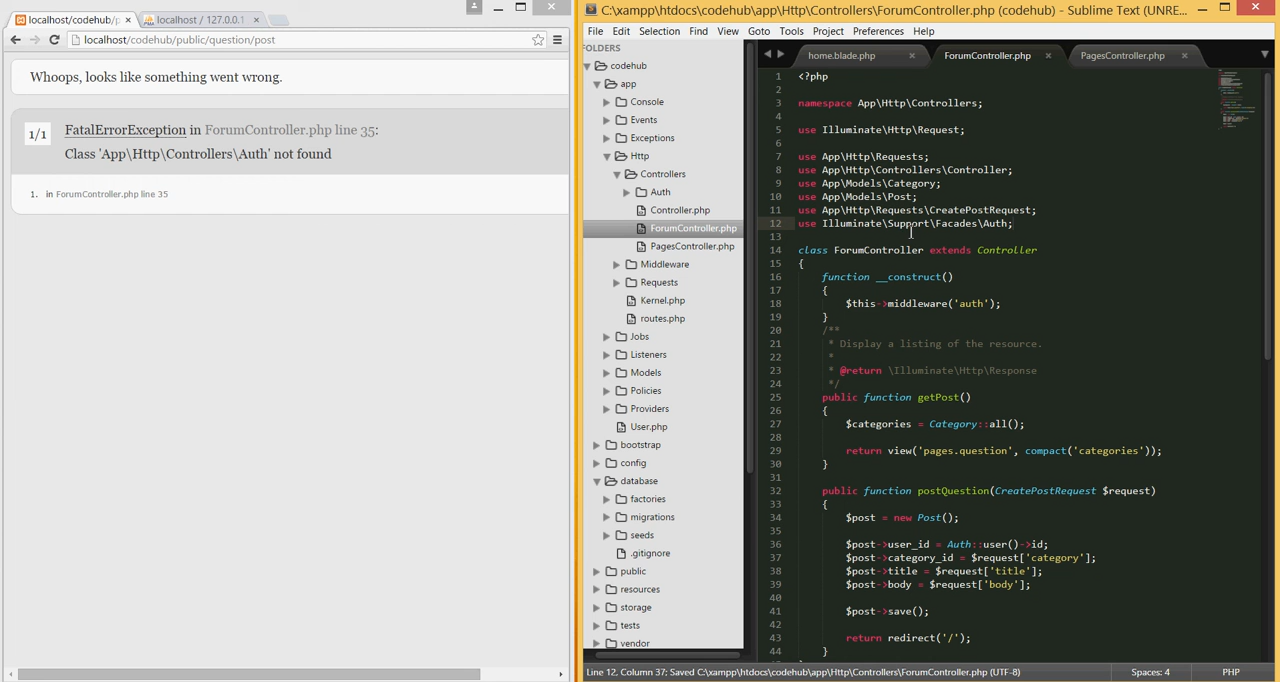 localhost/codehub/p
localhost / 127.0.0.1
localhost/codehub/public/question/post
Whoops, looks like something went wrong.
1/1
FatalErrorException in ForumController.php line 35:
Class 'App\Http\Controllers\Auth' not found
1. in ForumController.php line 35
C:\xampp\htdocs\codehub\app\Http\Controllers\ForumController.php (codehub) - Sublime Text (UNRE...
File Edit Selection Find View Goto Tools Project Preferences Help
FOLDERS
codehub
app
Console
Events
Exceptions
Http
Controllers
Auth
Controller.php
ForumController.php
PagesController.php
Middleware
Requests
Kernel.php
routes.php
Jobs
Listeners
Models
Policies
Providers
User.php
bootstrap
config
database
factories
migrations
seeds
.gitignore
public
resources
storage
tests
vendor
home.blade.php ForumController.php PagesController.php
1 <?php
2
3 namespace App\Http\Controllers;
4
5 use Illuminate\Http\Request;
6
7 use App\Http\Requests;
8 use App\Http\Controllers\Controller;
9 use App\Models\Category;
10 use App\Models\Post;
11 use App\Http\Requests\CreatePostRequest;
12 use Illuminate\Support\Facades\Auth;
13
14 class ForumController extends Controller
15 {
16 function __construct()
17 {
18 $this->middleware('auth');
19 }
20 /**
21 * Display a listing of the resource.
22 *
23 * @return \Illuminate\Http\Response
24 */
25 public function getPost()
26 {
27 $categories = Category::all();
28
29 return view('pages.question', compact('categories'));
30 }
31
32 public function postQuestion(CreatePostRequest $request)
33 {
34 $post = new Post();
35
36 $post->user_id = Auth::user()->id;
37 $post->category_id = $request['category'];
38 $post->title = $request['title'];
39 $post->body = $request['body'];
40
41 $post->save();
42
43 return redirect('/');
44 }
Line 12, Column 37; Saved C:\xampp\htdocs\codehub\app\Http\Controllers\ForumController.php (UTF-8)
Spaces: 4
PHP